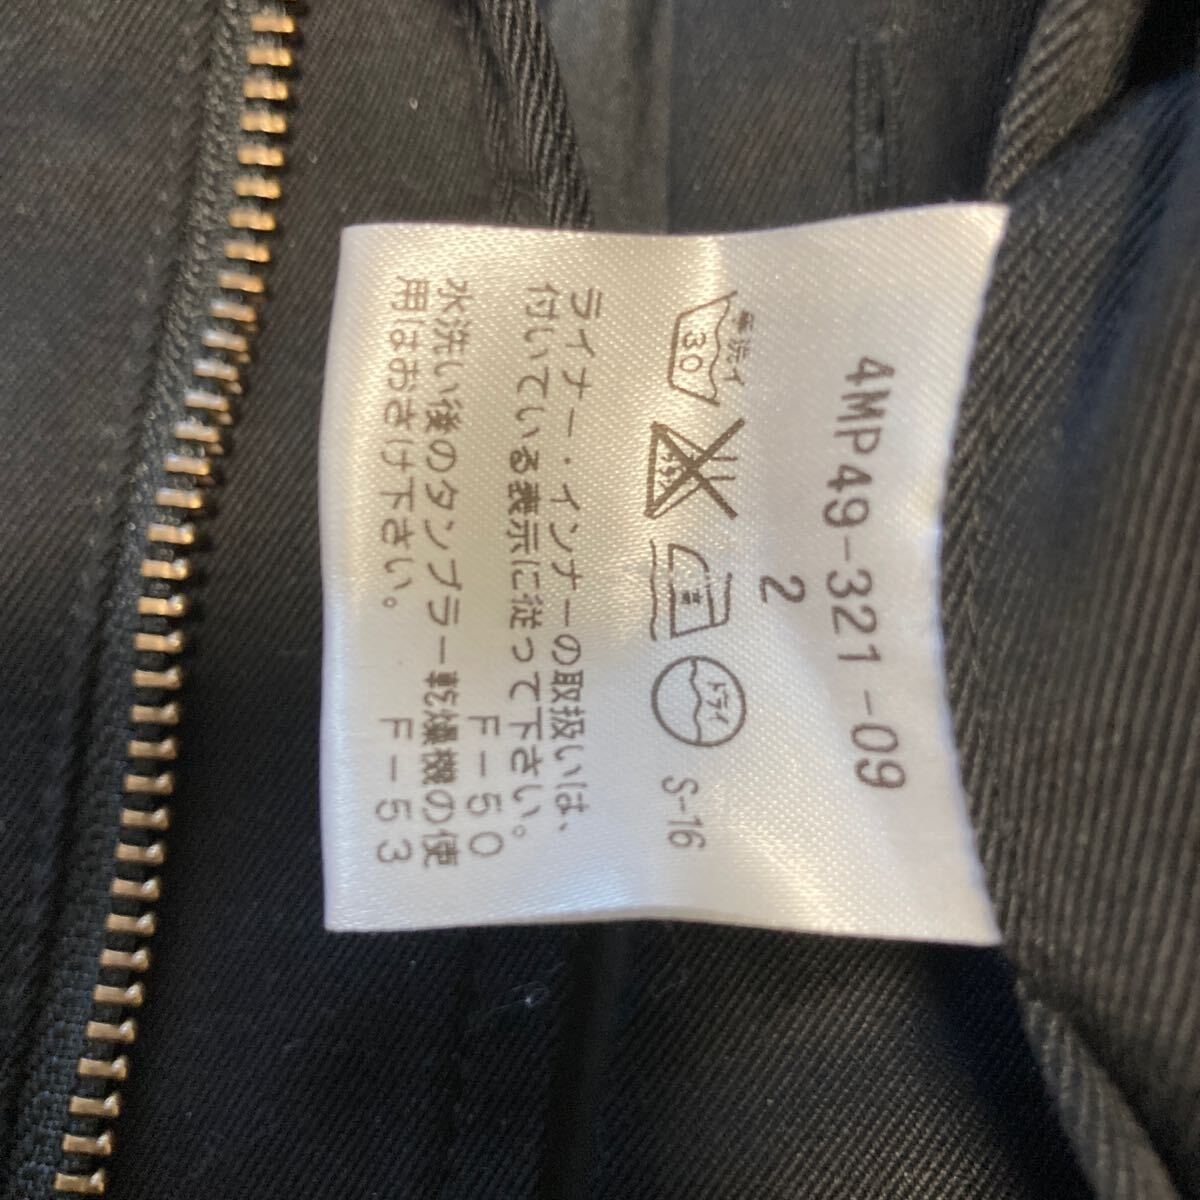 4MP49-321-09
2
手洗イ
30
ドライ
S-16
ライナー・インナーの取扱いは、
付いている表示に従って下さい。
F-50
水洗い後のタンブラー乾燥機の使
用はおさけ下さい。
F-53